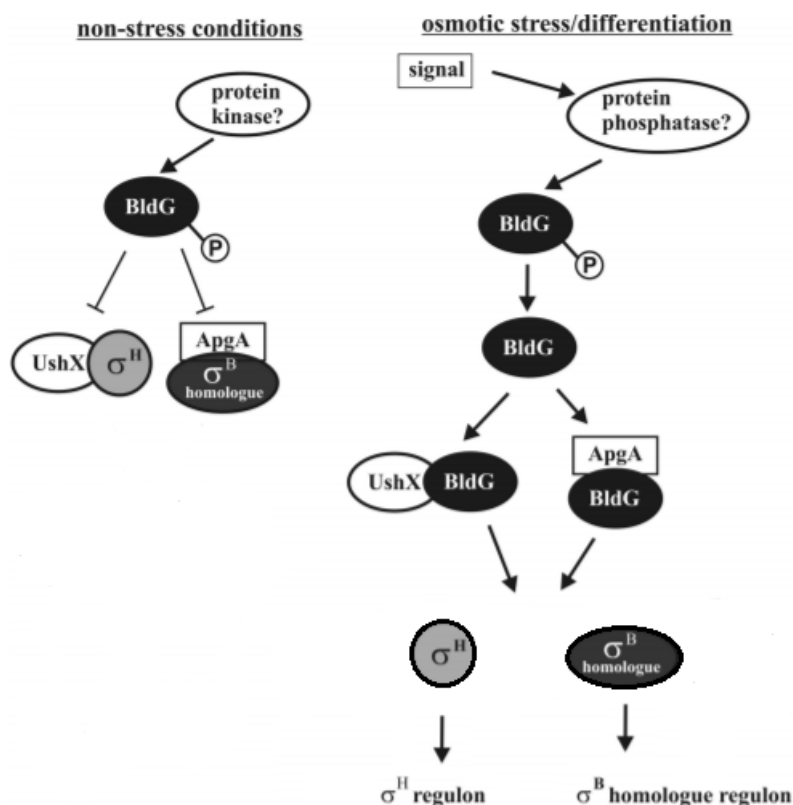 non-stress conditions
protein
kinase?
BldG
P
UshX
σH
ApgA
σB
homologue
osmotic stress/differentiation
signal
protein
phosphatase?
BldG
P
BldG
UshX
BldG
ApgA
BldG
σH
σB
homologue
σH regulon
σB homologue regulon